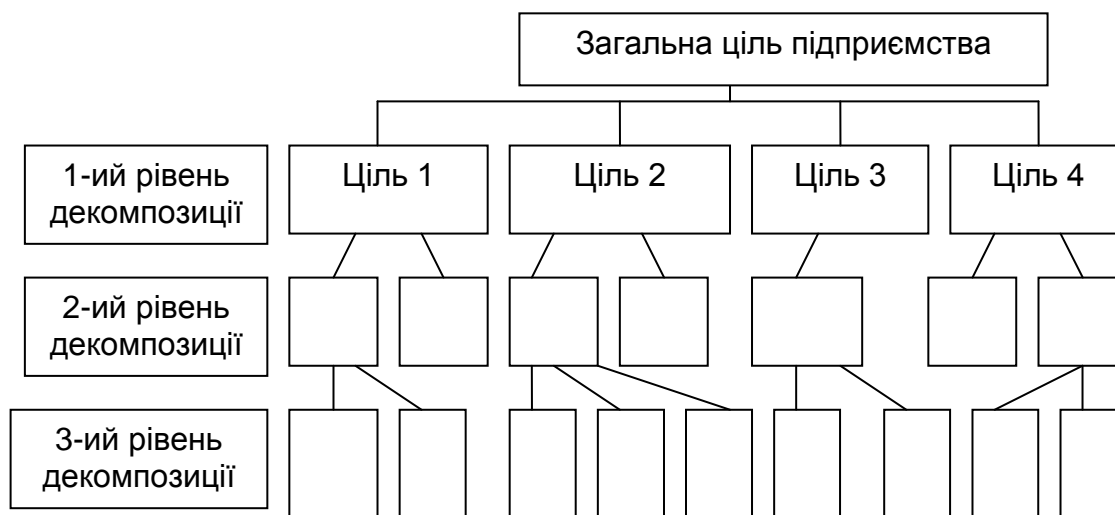 Загальна ціль підприємства
1-ий рівень
декомпозиції
Ціль 1
Ціль 2
Ціль 3
Ціль 4
2-ий рівень
декомпозиції
3-ий рівень
декомпозиції